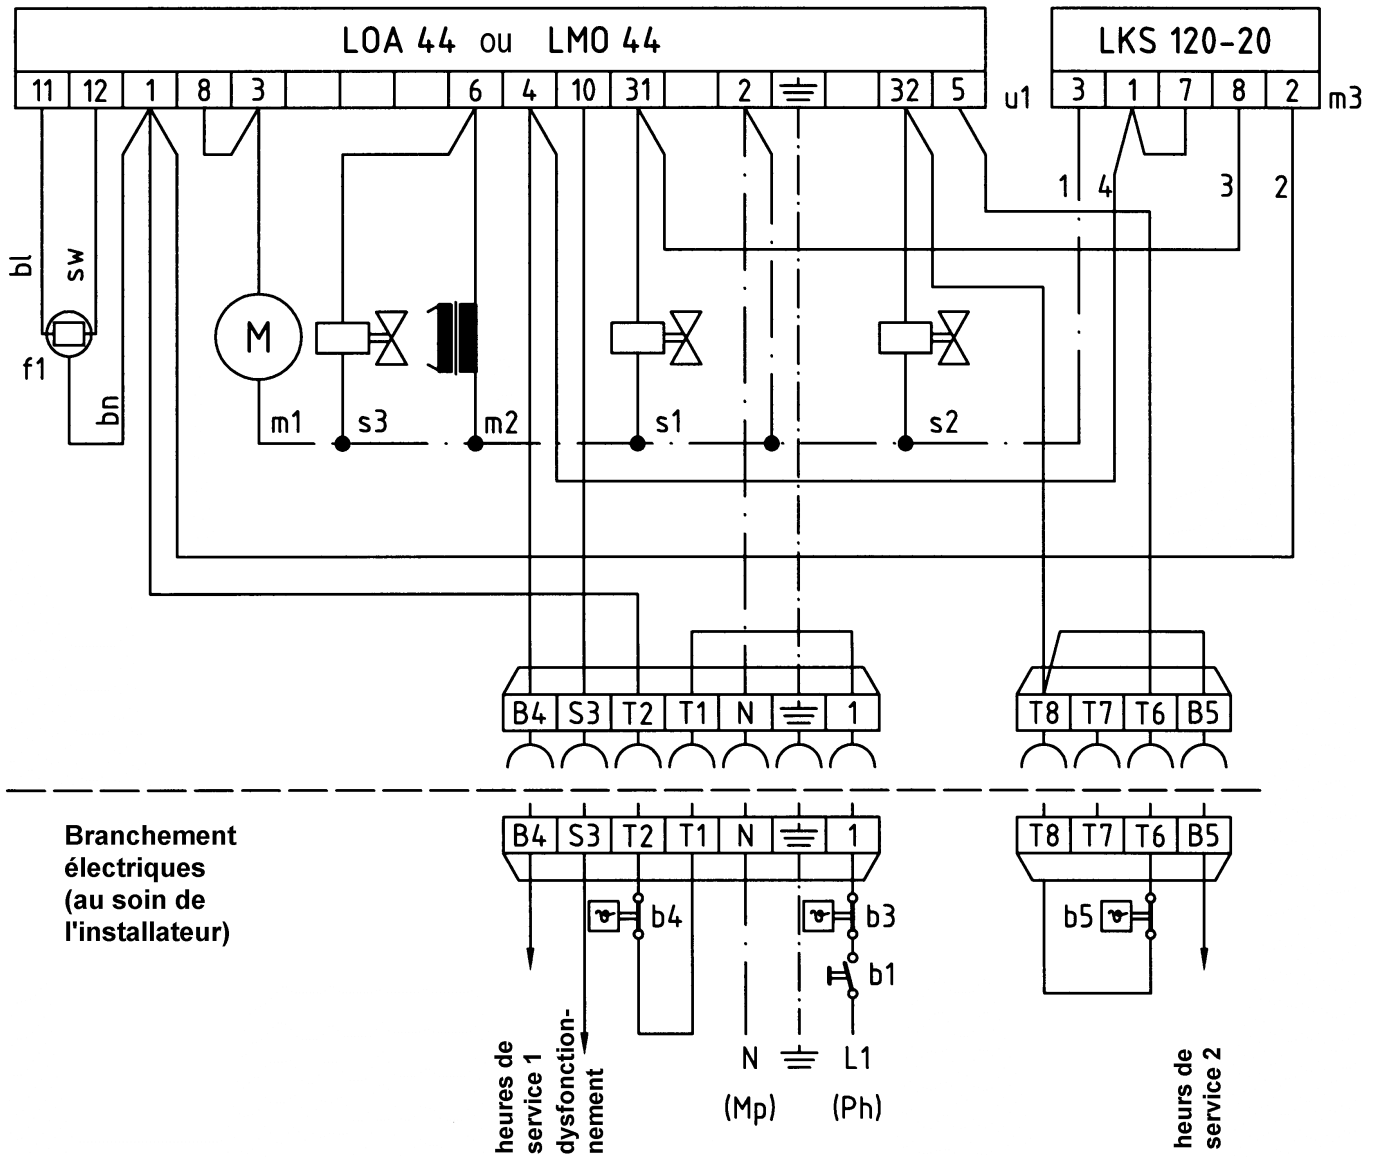 LOA 44 ou LMO 44
LKS 120-20
11 12 1 8 3 6 4 10 31 2 32 5 u1
3 1 7 8 2 m3
1 4 3 2
bl sw
f1 bn
M
m1 s3 m2 s1 s2
B4 S3 T2 T1 N 1
T8 T7 T6 B5
B4 S3 T2 T1 N 1
T8 T7 T6 B5
Branchement
électriques
(au soin de
l'installateur)
b4 b3 b5
b1
heures de
service 1
dysfonction-
nement
N L1
(Mp) (Ph)
heurs de
service 2